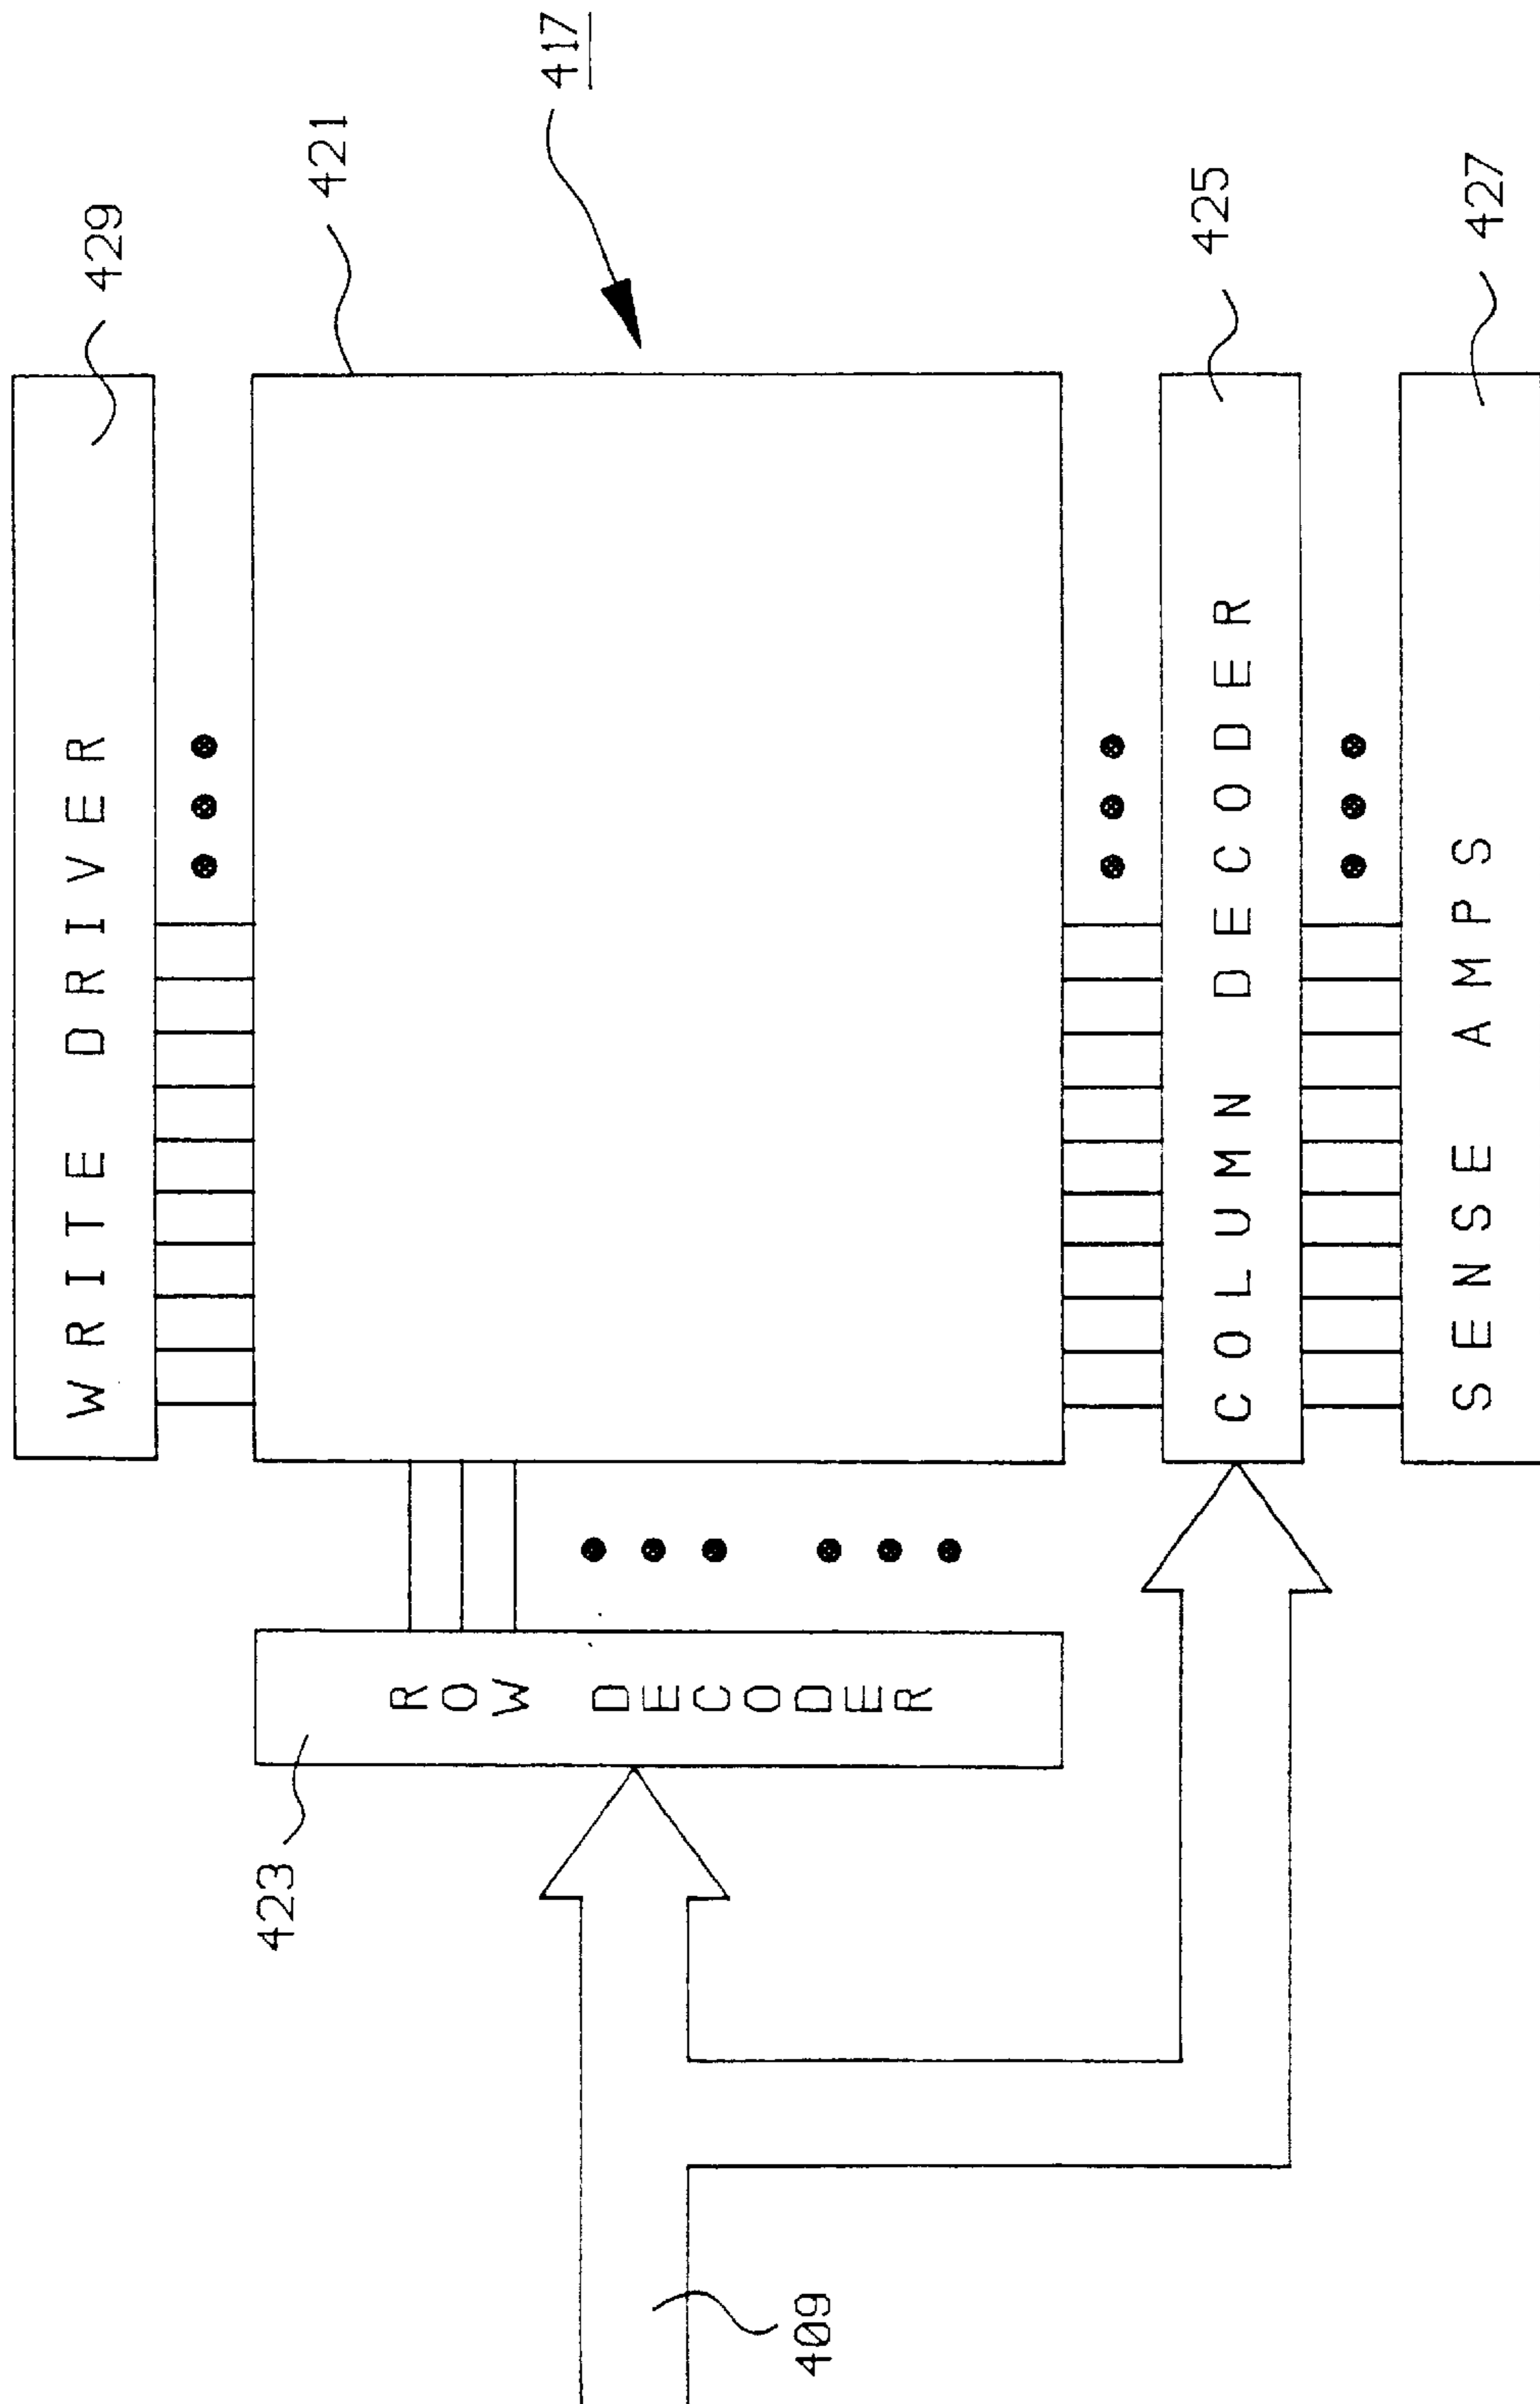 WRITE DRIVER
429
421
417
ROW DECODER
423
409
COLUMN DECODER
425
SENSE AMPS
427